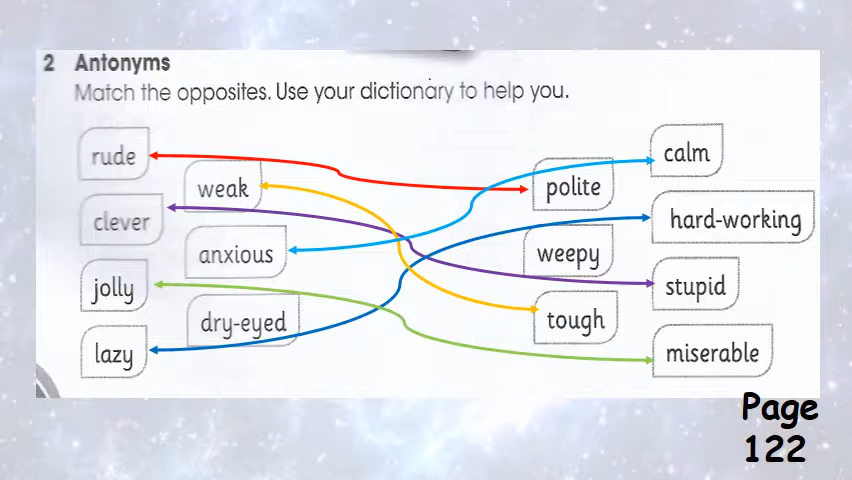 2 Antonyms
Match the opposites. Use your dictionary to help you.
rude
weak
clever
anxious
jolly
dry-eyed
lazy
polite
calm
hard-working
weepy
stupid
tough
miserable
Page
122